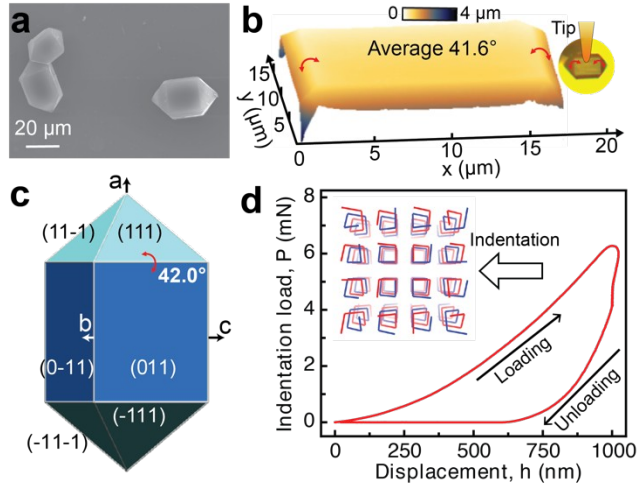 a
20 µm
b
0 4 µm
Average 41.6°
Tip
15
10
5
y (µm)
0 5 10 15 20
x (µm)
c
a
(11-1) (111)
42.0°
b c
(0-11) (011)
(-111)
(-11-1)
d
8
6
4
2
0
Indentation load, P (mN)
Indentation
Loading
Unloading
0 250 500 750 1000
Displacement, h (nm)